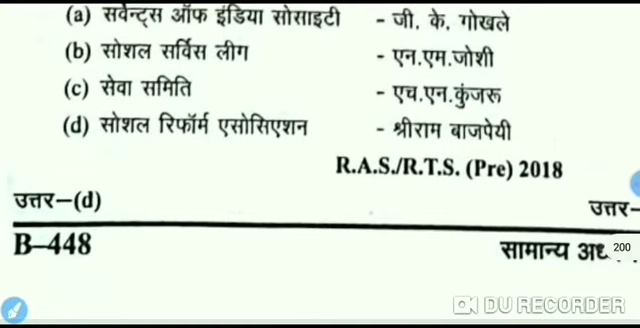 (a) सर्वेन्ट्स ऑफ इंडिया सोसाइटी - जी. के. गोखले
(b) सोशल सर्विस लीग - एन.एम.जोशी
(c) सेवा समिति - एच.एन.कुंजरू
(d) सोशल रिफॉर्म एसोसिएशन - श्रीराम बाजपेयी
R.A.S./R.T.S. (Pre) 2018
उत्तर–(d)
उत्तर–
B–448
सामान्य
200
DU RECORDER